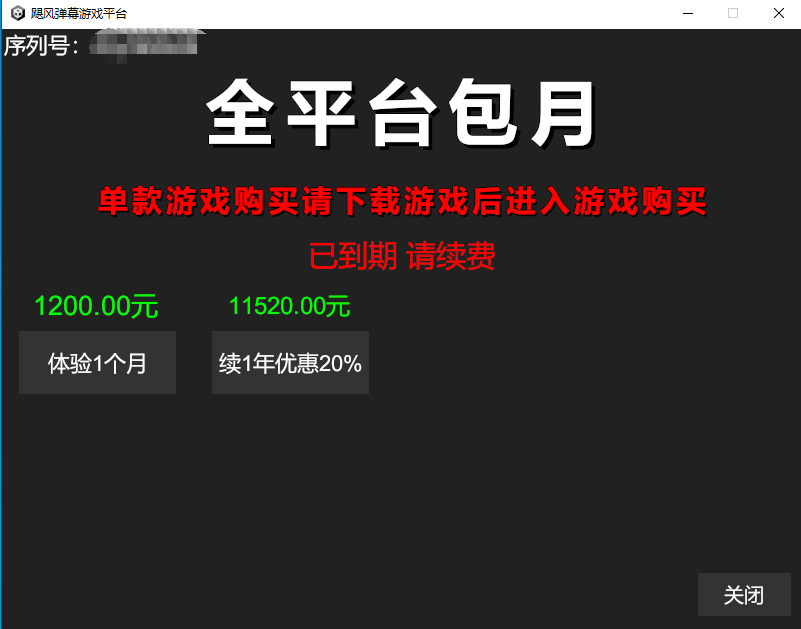 飓风弹幕游戏平台
序列号：
全平台包月
单款游戏购买请下载游戏后进入游戏购买
已到期 请续费
1200.00元
11520.00元
体验1个月
续1年优惠20%
关闭